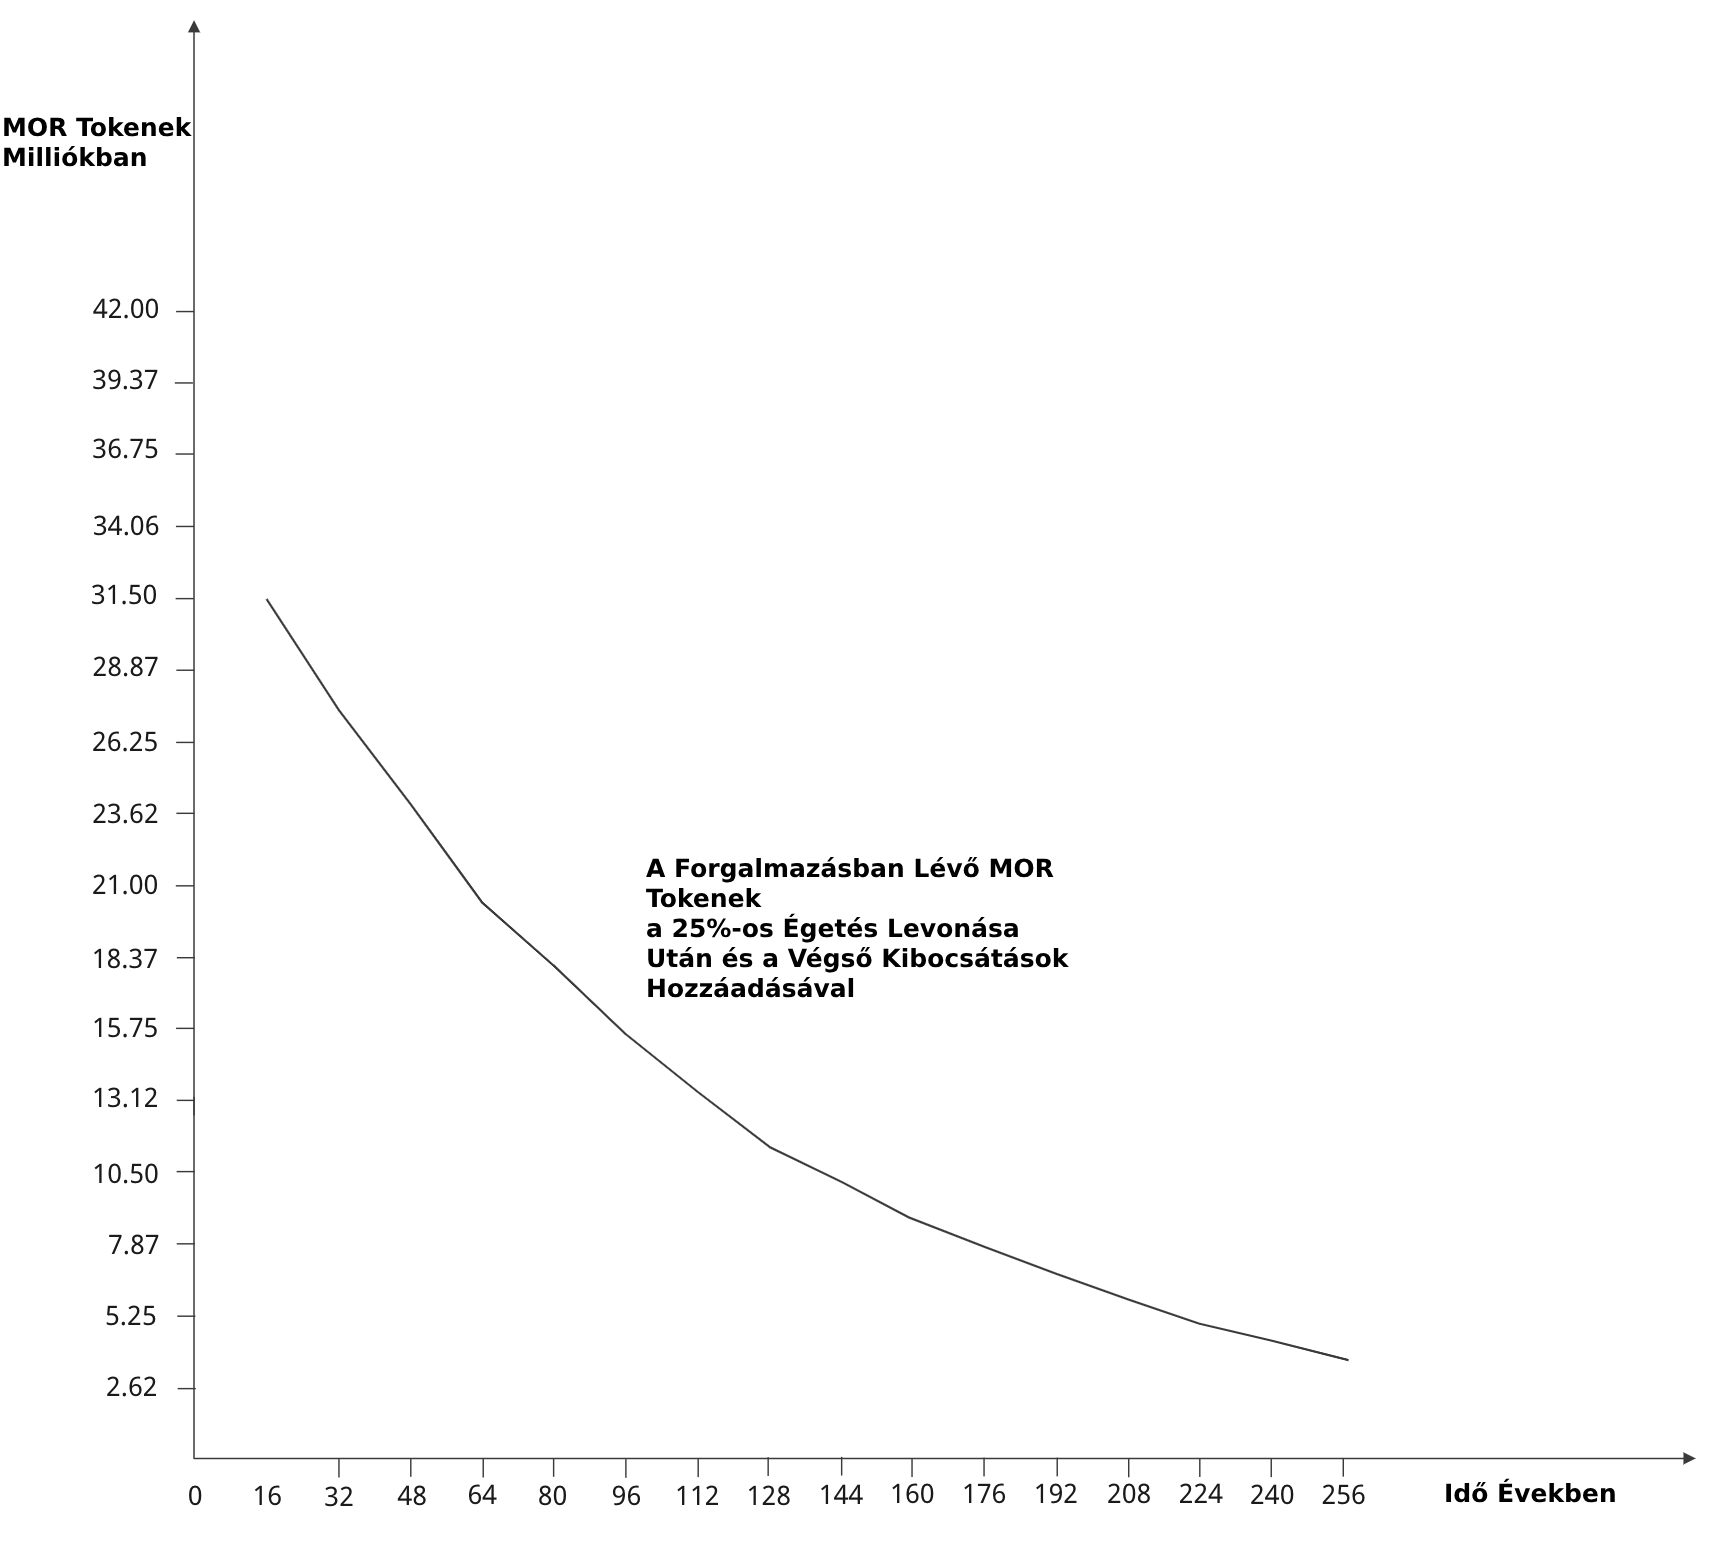 MOR Tokenek
Milliókban
42.00
39.37
36.75
34.06
31.50
28.87
26.25
23.62
21.00
18.37
15.75
13.12
10.50
7.87
5.25
2.62
A Forgalmazásban Lévő MOR
Tokenek
a 25%-os Égetés Levonása
Után és a Végső Kibocsátások
Hozzáadásával
0 16 32 48 64 80 96 112 128 144 160 176 192 208 224 240 256 Idő Években